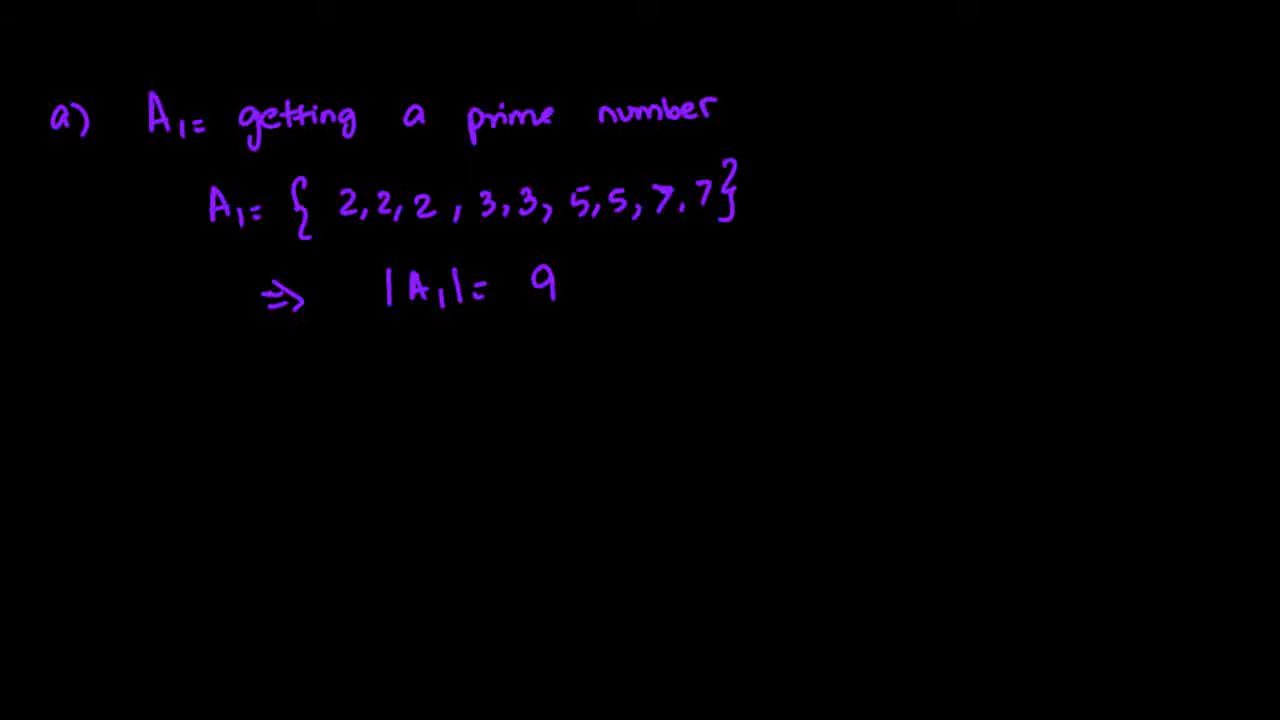 a) A₁= getting a prime number
A₁= { 2,2,2, 3,3, 5,5, 7,7}
⇒ |A₁|= 9